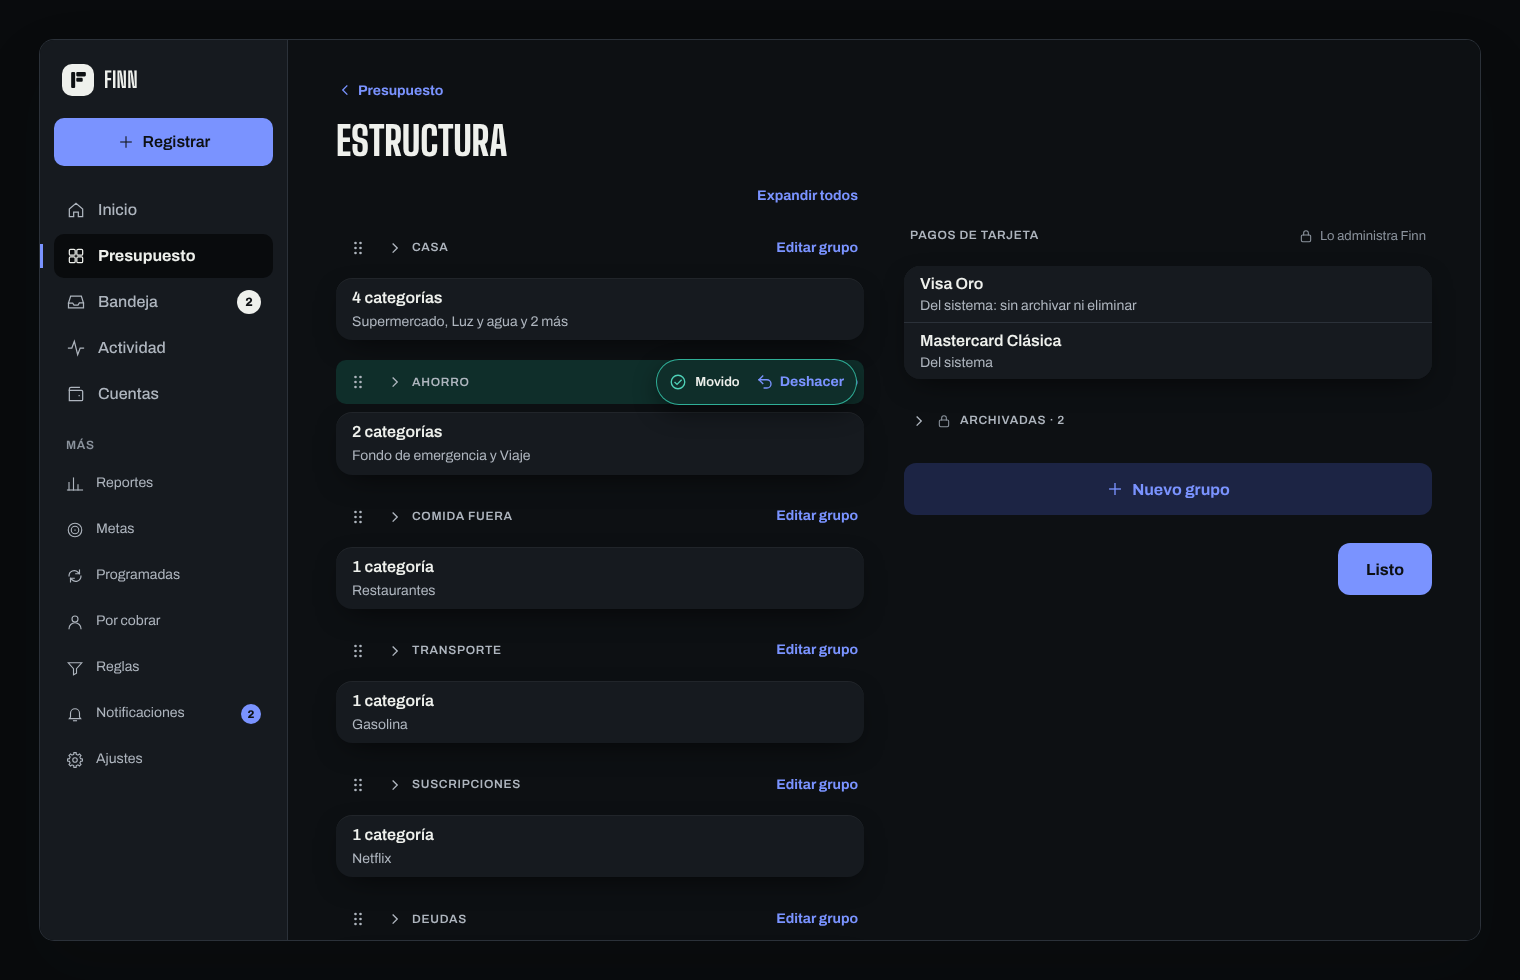 FINN
Registrar
Inicio
Presupuesto
Bandeja 2
Actividad
Cuentas
MÁS
Reportes
Metas
Programadas
Por cobrar
Reglas
Notificaciones 2
Ajustes
Presupuesto
ESTRUCTURA
Expandir todos
CASA Editar grupo
4 categorías
Supermercado, Luz y agua y 2 más
AHORRO Movido Deshacer
2 categorías
Fondo de emergencia y Viaje
COMIDA FUERA Editar grupo
1 categoría
Restaurantes
TRANSPORTE Editar grupo
1 categoría
Gasolina
SUSCRIPCIONES Editar grupo
1 categoría
Netflix
DEUDAS Editar grupo
PAGOS DE TARJETA Lo administra Finn
Visa Oro
Del sistema: sin archivar ni eliminar
Mastercard Clásica
Del sistema
ARCHIVADAS · 2
Nuevo grupo
Listo